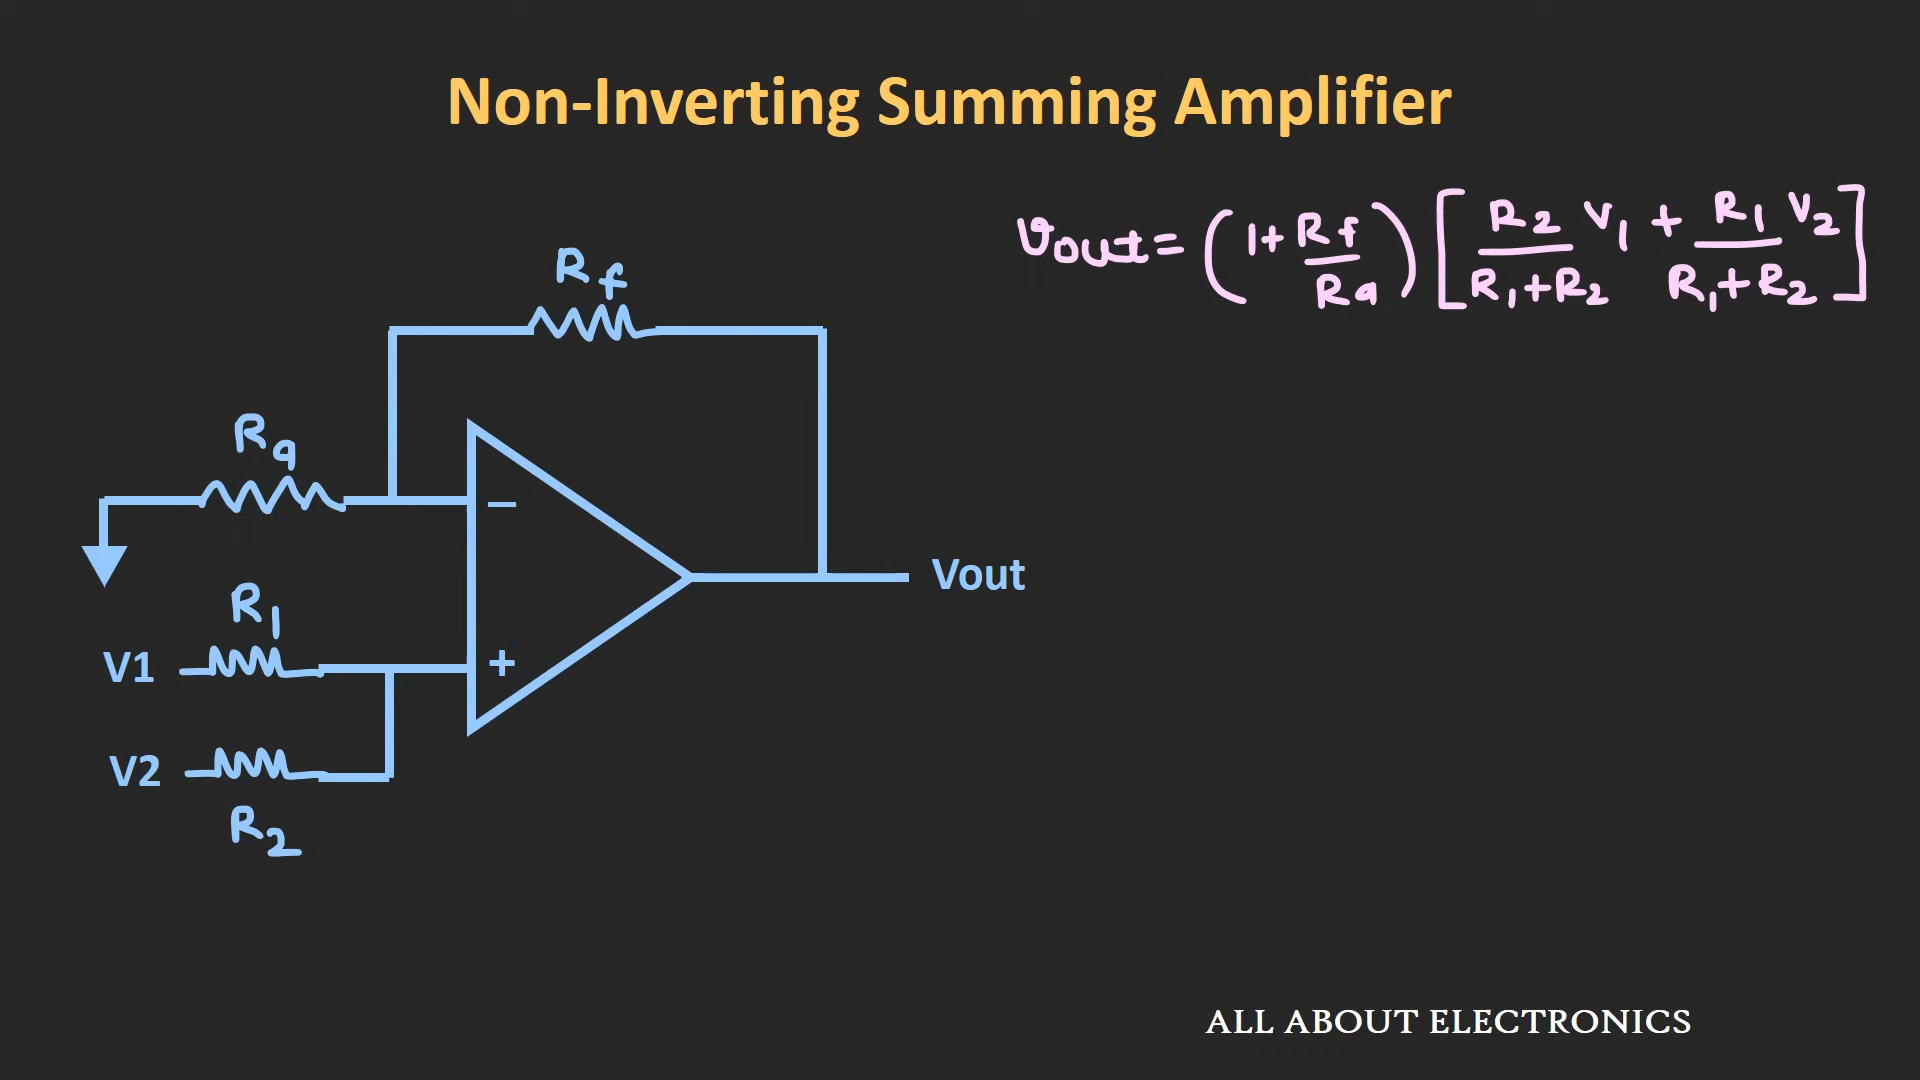 Non-Inverting Summing Amplifier
Vout = (1 + Rf/Ra) [R2/(R1+R2) V1 + R1/(R1+R2) V2]
Rf
Ra
−
Vout
R1
V1
+
V2
R2
ALL ABOUT ELECTRONICS